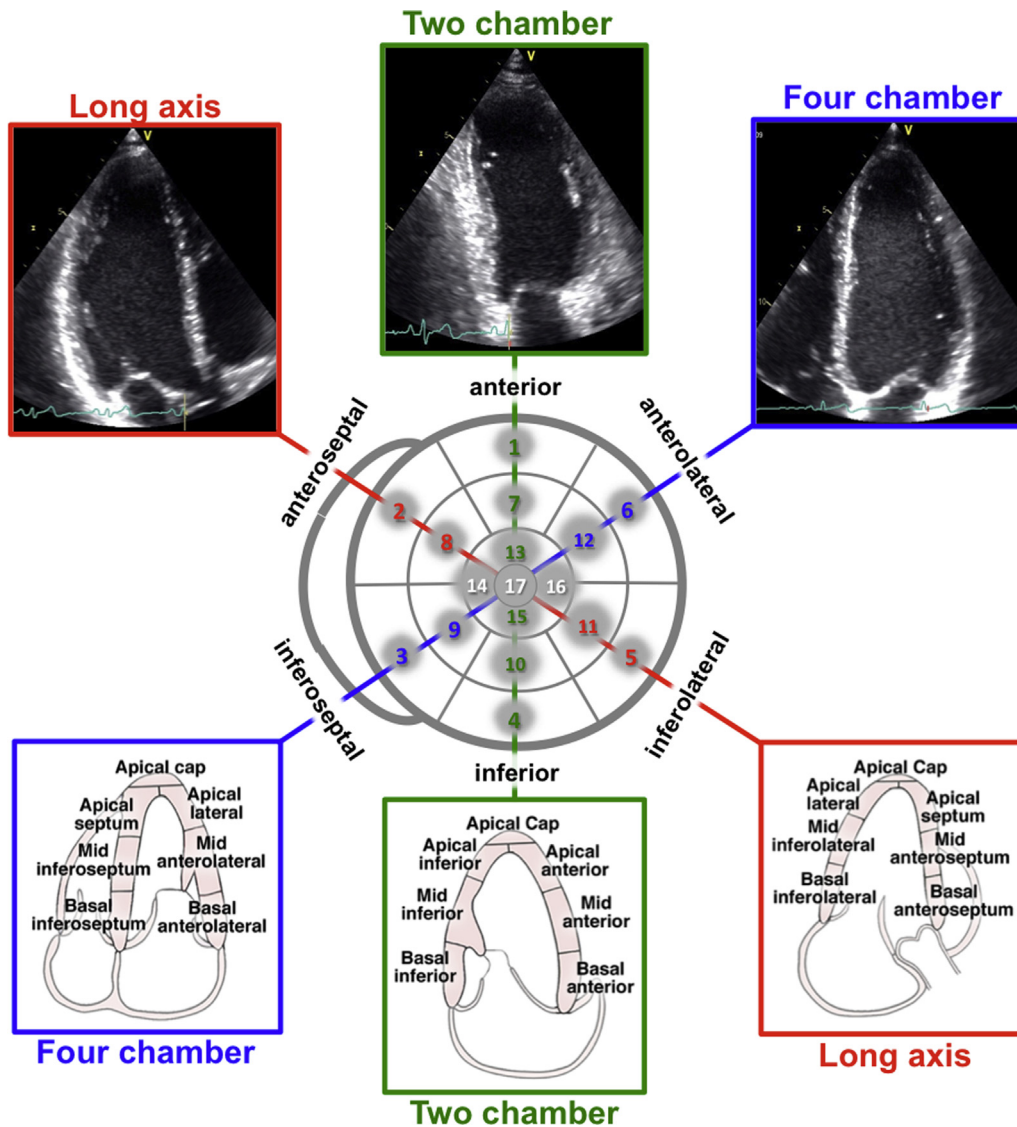 Two chamber
Long axis
Four chamber
V
V
V
5
5
5
10
anterior
anteroseptal
anterolateral
1
2
7
6
8
12
13
14
17
16
15
9
11
3
10
5
4
inferoseptal
inferolateral
inferior
Apical cap
Apical
septum
Apical
lateral
Mid
inferoseptum
Mid
anterolateral
Basal
inferoseptum
Basal
anterolateral
Four chamber
Apical Cap
Apical
inferior
Apical
anterior
Mid
inferior
Mid
anterior
Basal
inferior
Basal
anterior
Two chamber
Apical Cap
Apical
lateral
Apical
septum
Mid
inferolateral
Mid
anteroseptum
Basal
inferolateral
Basal
anteroseptum
Long axis